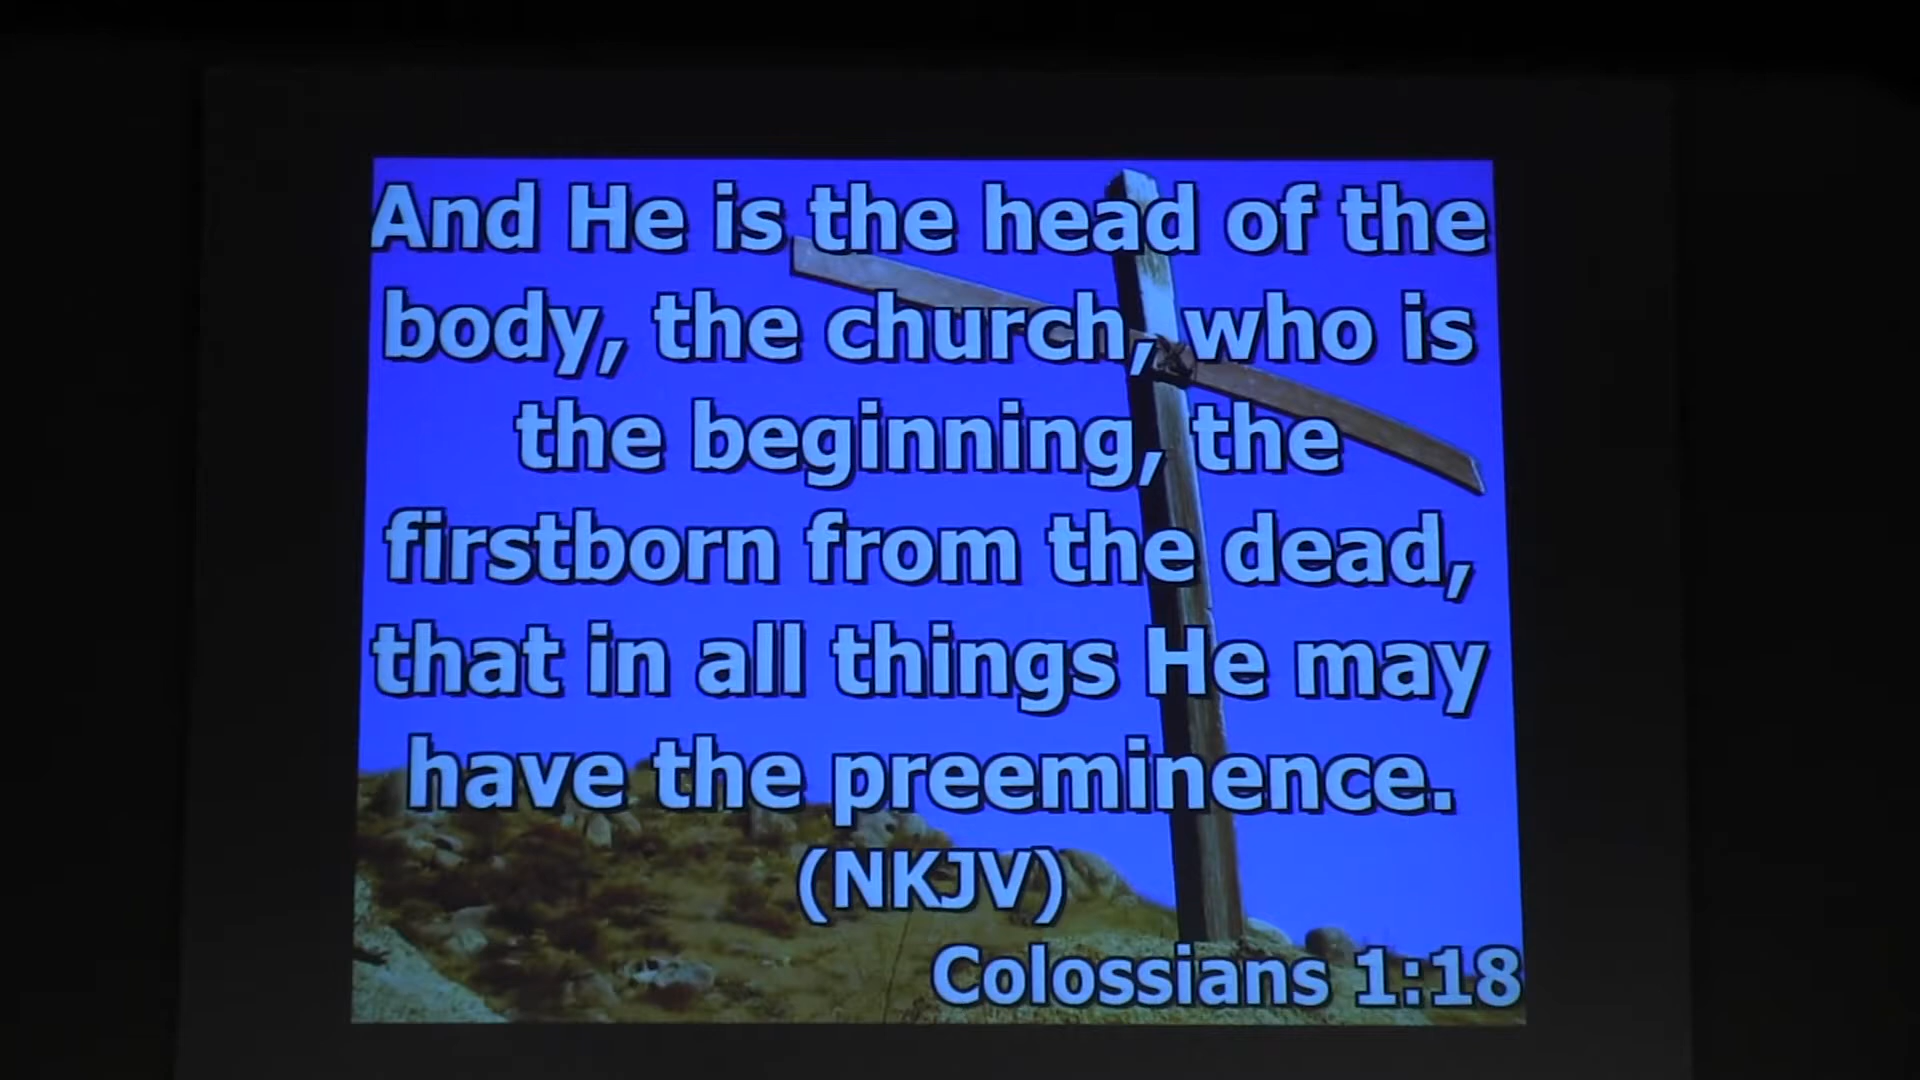 And He is the head of the
body, the church, who is
the beginning, the
firstborn from the dead,
that in all things He may
have the preeminence.
(NKJV)
Colossians 1:18